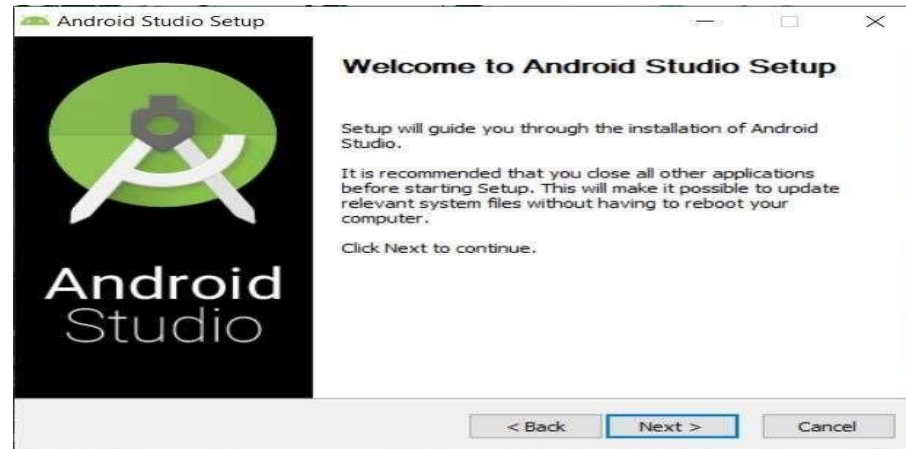 Android Studio Setup
Welcome to Android Studio Setup
Setup will guide you through the installation of Android
Studio.
It is recommended that you close all other applications
before starting Setup. This will make it possible to update
relevant system files without having to reboot your
computer.
Click Next to continue.
Android
Studio
< Back Next > Cancel